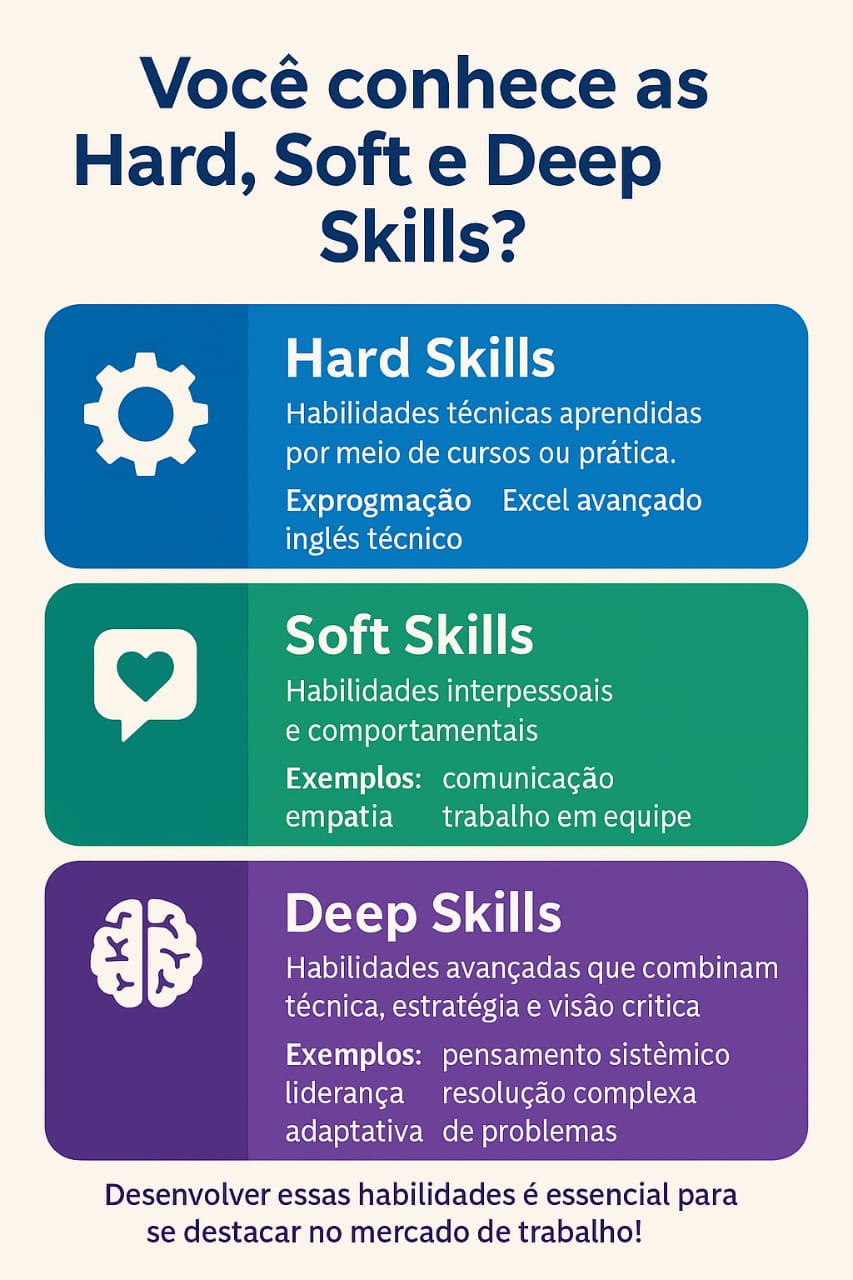 Você conhece as
Hard, Soft e Deep
Skills?
Hard Skills
Habilidades técnicas aprendidas
por meio de cursos ou prática.
Exprogmação Excel avançado
inglés técnico
Soft Skills
Habilidades interpessoais
e comportamentais
Exemplos: comunicação
empatia trabalho em equipe
Deep Skills
Habilidades avançadas que combinam
técnica, estratégia e visâo critica
Exemplos: pensamento sistèmico
liderança resolução complexa
adaptativa de problemas
Desenvolver essas habilidades é essencial para
se destacar no mercado de trabalho!